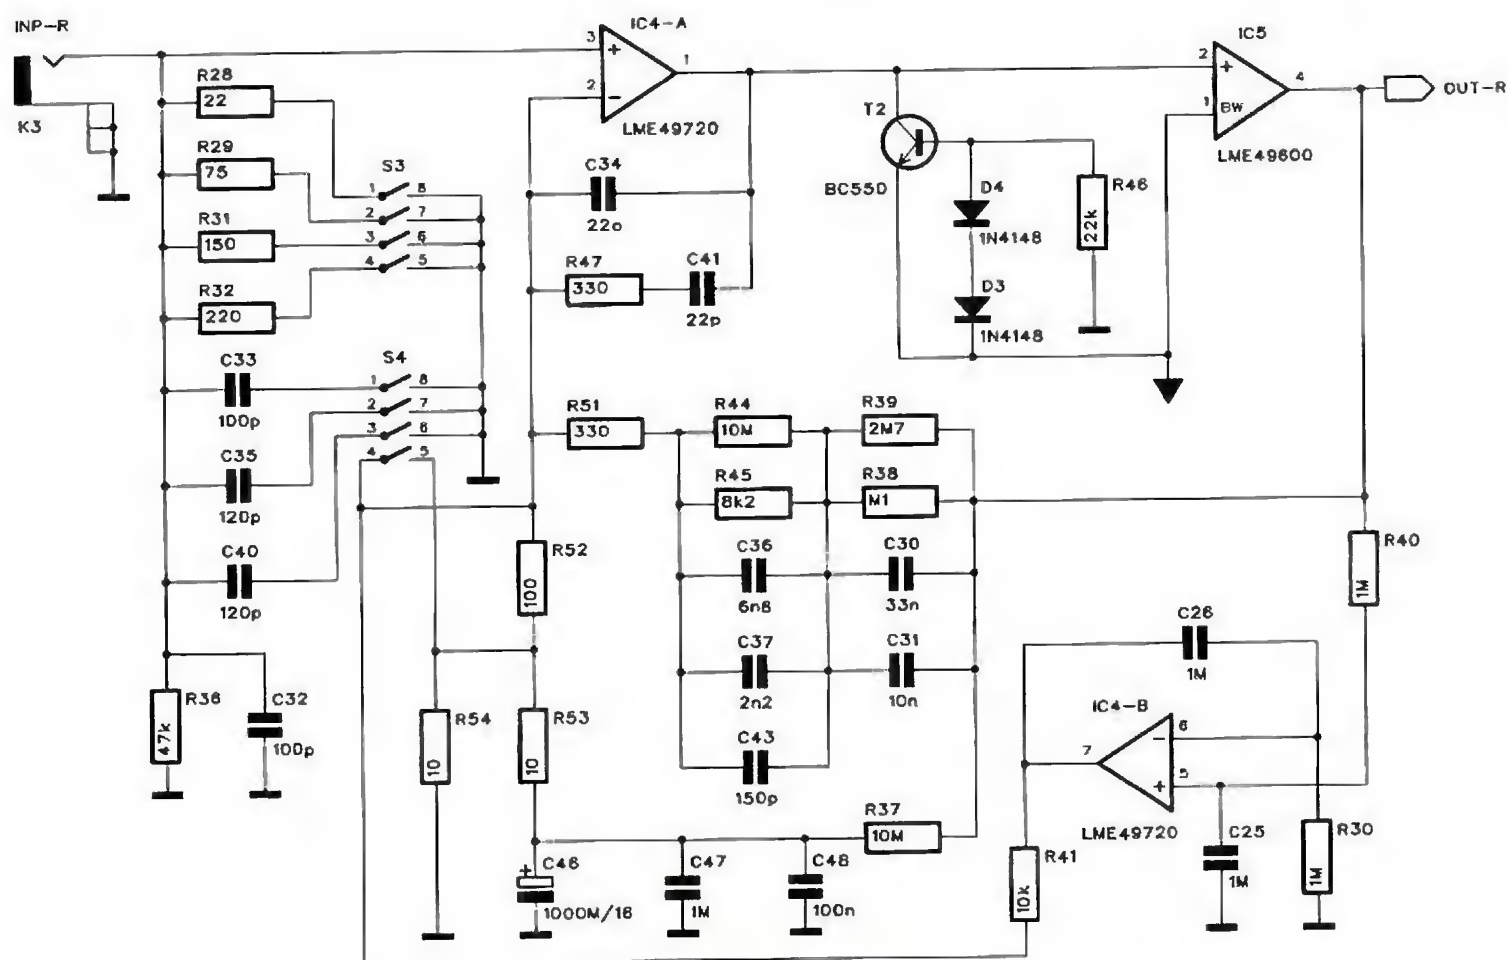 INP-R
K3
R28
22
R29
75
R31
150
R32
220
S3
1 8
2 7
3 6
4 5
C33
100p
C35
120p
C40
120p
S4
1 8
2 7
3 6
4 5
R36
47k
C32
100p
IC4-A
3
+
2
-
1
LME49720
C34
22o
R47
330
C41
22p
T2
BC550
D4
1N4148
D3
1N4148
R46
22k
IC5
2
+
1
BW
4
LME49600
OUT-R
R51
330
R44
10M
R39
2M7
R45
8k2
R38
M1
C36
6n8
C30
33n
C37
2n2
C31
10n
C43
150p
R52
100
R54
10
R53
10
R37
10M
C46
+
1000M/16
C47
1M
C48
100n
R40
1M
C26
1M
IC4-B
6
-
7
5
+
LME49720
C25
1M
R30
1M
R41
10k